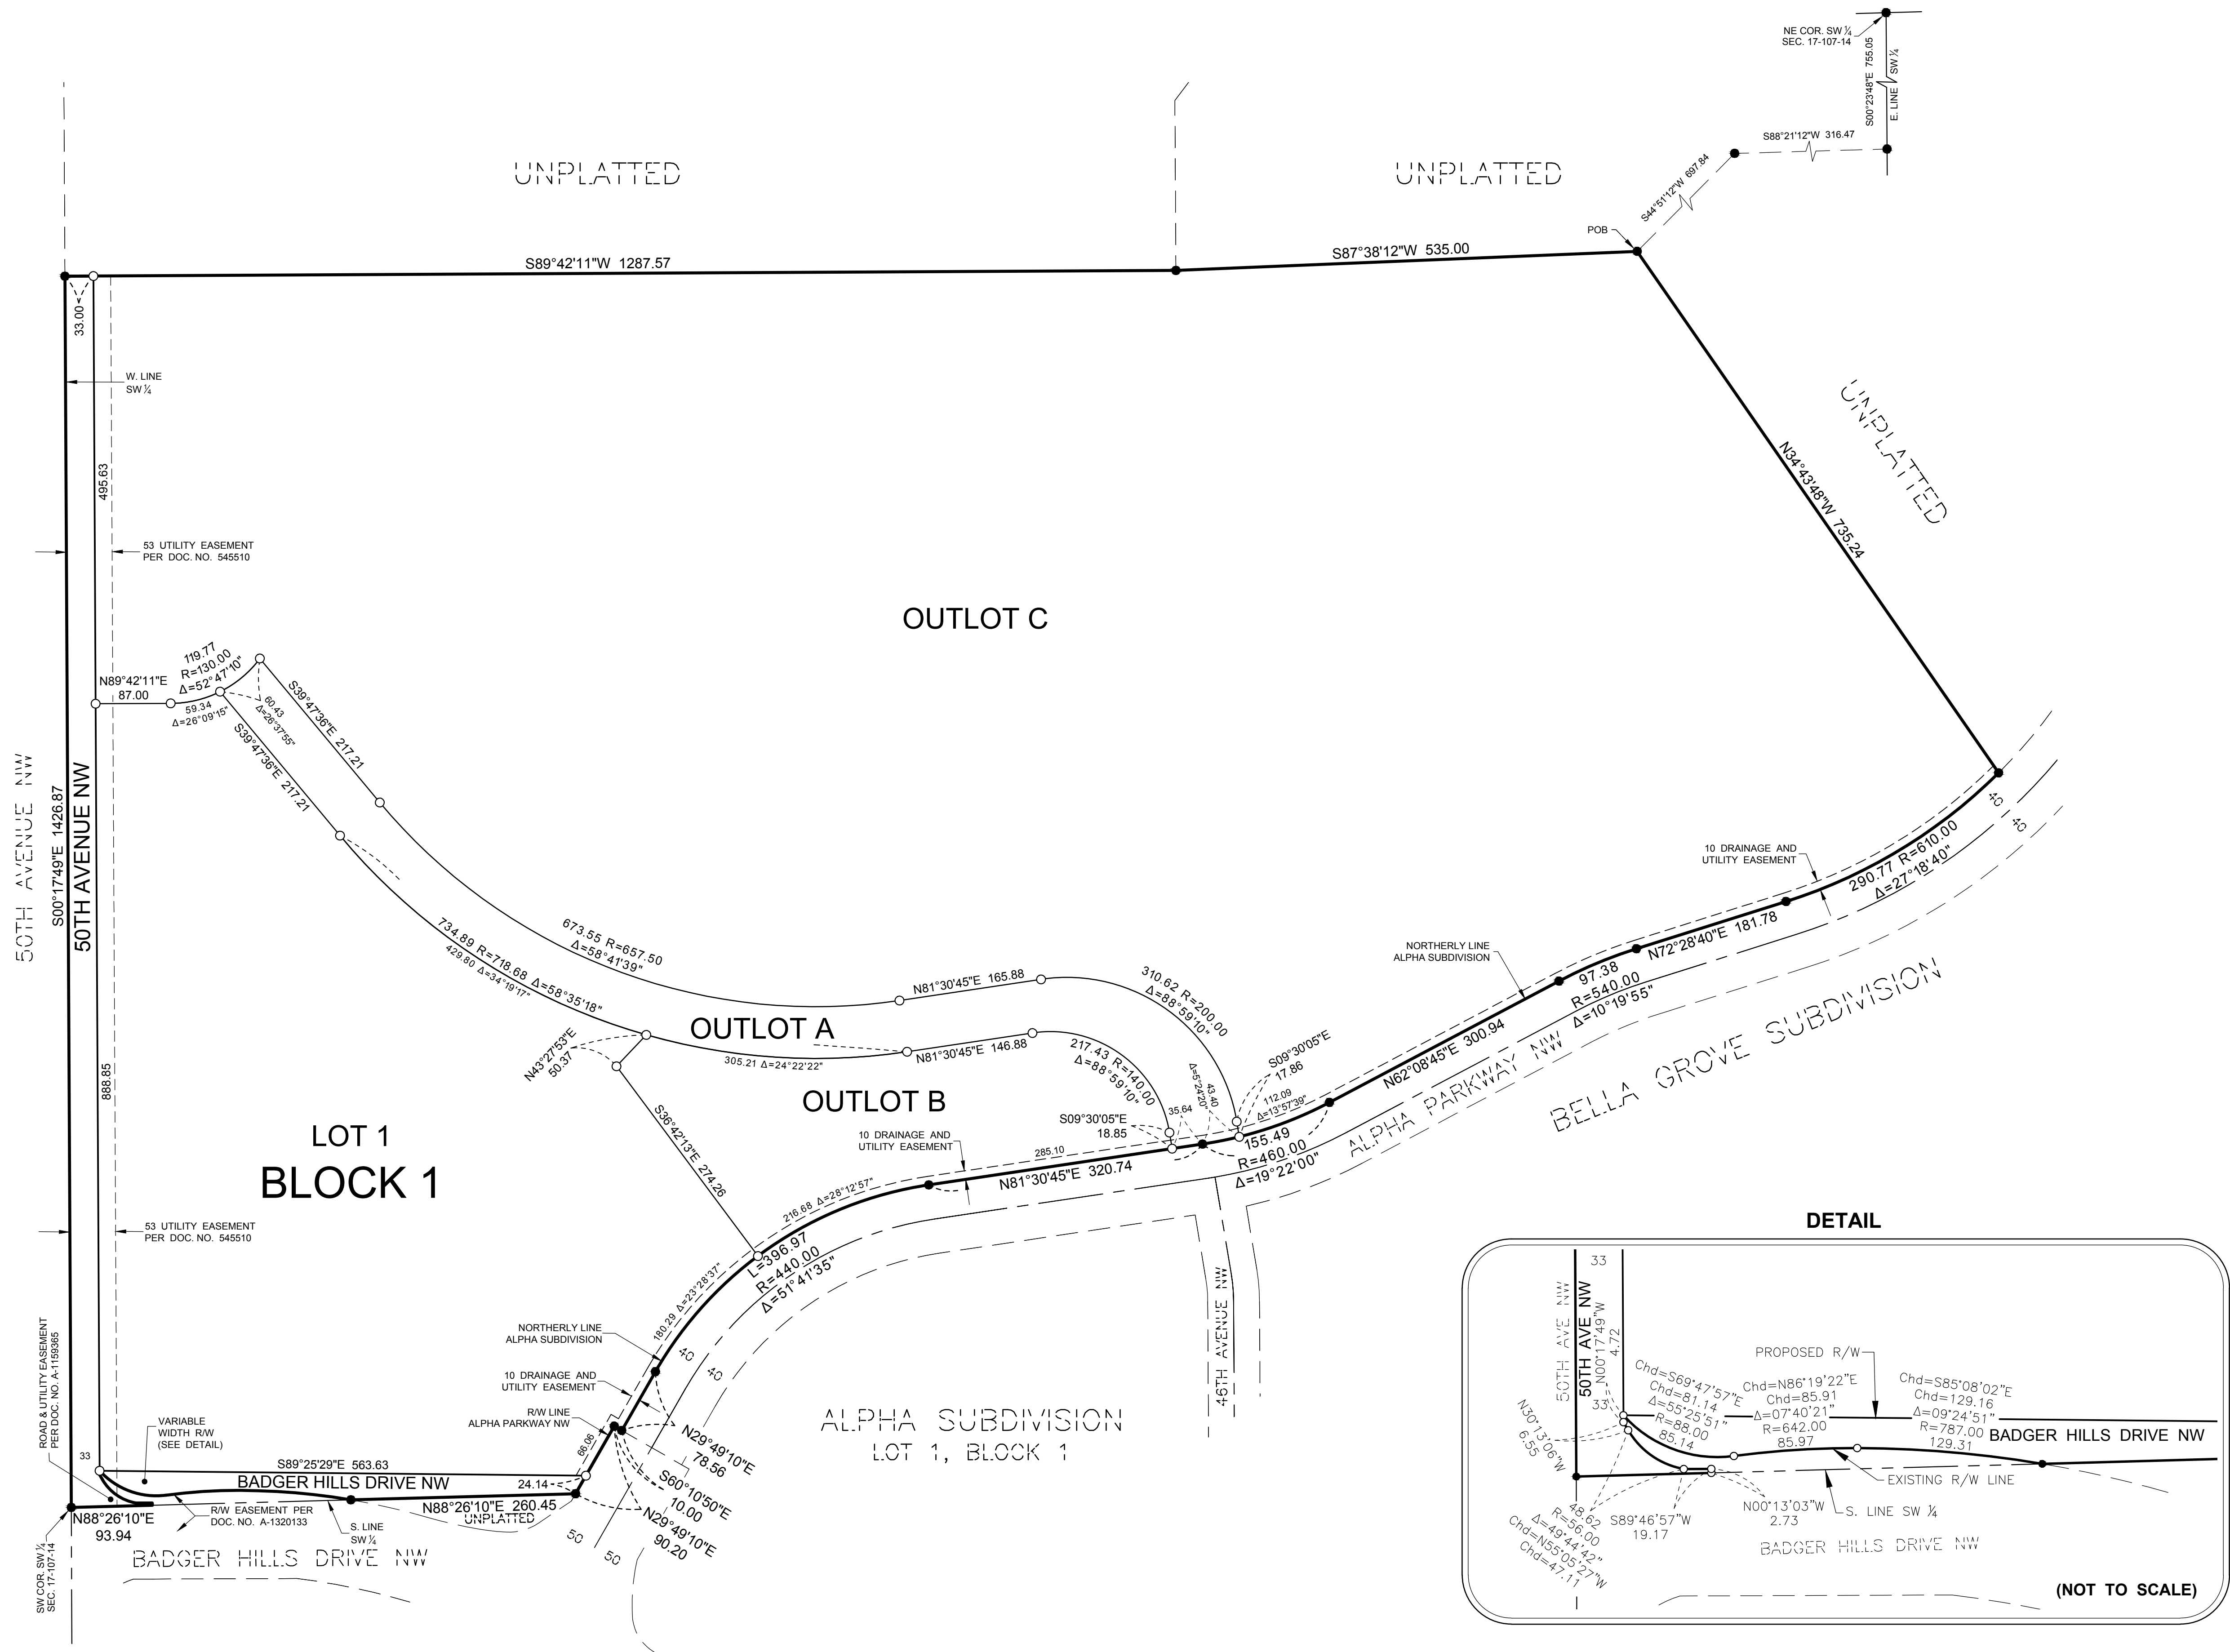 NE COR. SW ¼
SEC. 17-107-14
S00°23'48"E 755.05
E. LINE SW ¼
S88°21'12"W 316.47
S44°51'12"W 697.84
POB
UNPLATTED
UNPLATTED
S89°42'11"W 1287.57
S87°38'12"W 535.00
33.00
W. LINE
SW ¼
495.63
53 UTILITY EASEMENT
PER DOC. NO. 545510
UNPLATTED
N34°43'48"W 735.24
OUTLOT C
119.77
R=130.00
Δ=52°47'10"
N89°42'11"E
87.00
59.34
Δ=26°09'15"
60.43
Δ=26°37'55"
S39°47'36"E 217.21
S39°47'36"E 217.21
50TH AVENUE NW
S00°17'49"E 1426.87
50TH AVENUE NW
40
40
10 DRAINAGE AND
UTILITY EASEMENT
290.77 R=610.00
Δ=27°18'40"
673.55 R=657.50
Δ=58°41'39"
734.89 R=718.68 Δ=58°35'18"
429.80 Δ=34°19'17"
NORTHERLY LINE
ALPHA SUBDIVISION
N72°28'40"E 181.78
97.38
R=540.00
Δ=10°19'55"
N81°30'45"E 165.88
310.62 R=200.00
Δ=88°59'10"
OUTLOT A
N81°30'45"E 146.88
305.21 Δ=24°22'22"
217.43 R=140.00
Δ=88°59'10"
N43°27'53"E
50.37
S09°30'05"E
17.86
43.40
Δ=5°24'20"
112.09
Δ=13°57'39"
N62°08'45"E 300.94
ALPHA PARKWAY NW
BELLA GROVE SUBDIVISION
888.85
OUTLOT B
S36°42'13"E 274.26
35.64
S09°30'05"E
18.85
10 DRAINAGE AND
UTILITY EASEMENT
285.10
N81°30'45"E 320.74
155.49
R=460.00
Δ=19°22'00"
LOT 1
BLOCK 1
53 UTILITY EASEMENT
PER DOC. NO. 545510
216.68 Δ=28°12'57"
L=396.97
R=440.00
Δ=51°41'35"
180.29 Δ=23°28'37"
46TH AVENUE NW
NORTHERLY LINE
ALPHA SUBDIVISION
40
40
10 DRAINAGE AND
UTILITY EASEMENT
R/W LINE
ALPHA PARKWAY NW
ALPHA SUBDIVISION
LOT 1, BLOCK 1
N29°49'10"E
78.56
S60°10'50"E
10.00
N29°49'10"E
90.20
66.06
24.14
50
50
ROAD & UTILITY EASEMENT
PER DOC. NO. A-1159365
VARIABLE
WIDTH R/W
(SEE DETAIL)
33
S89°25'29"E 563.63
BADGER HILLS DRIVE NW
N88°26'10"E 260.45
UNPLATTED
N88°26'10"E
93.94
R/W EASEMENT PER
DOC. NO. A-1320133
S. LINE
SW ¼
BADGER HILLS DRIVE NW
SW COR. SW ¼
SEC. 17-107-14
DETAIL
33
50TH AVE NW
50TH AVE NW
N00°17'49"W
4.72
33
PROPOSED R/W
Chd=S69°47'57"E
Chd=81.14
Δ=55°25'51"
R=88.00
85.14
Chd=N86°19'22"E
Chd=85.91
Δ=07°40'21"
R=642.00
85.97
Chd=S85°08'02"E
Chd=129.16
Δ=09°24'51"
R=787.00
129.31
BADGER HILLS DRIVE NW
N30°13'06"W
6.55
EXISTING R/W LINE
48.62
R=56.00
Δ=49°44'42"
Chd=N55°05'27"W
Chd=47.11
S89°46'57"W
19.17
N00°13'03"W
2.73
S. LINE SW ¼
BADGER HILLS DRIVE NW
(NOT TO SCALE)